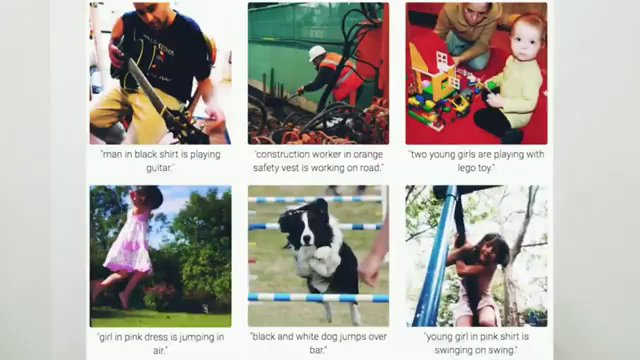 "man in black shirt is playing
guitar."
"construction worker in orange
safety vest is working on road."
"two young girls are playing with
lego toy."
"girl in pink dress is jumping in
air."
"black and white dog jumps over
bar."
"young girl in pink shirt is
swinging on swing."